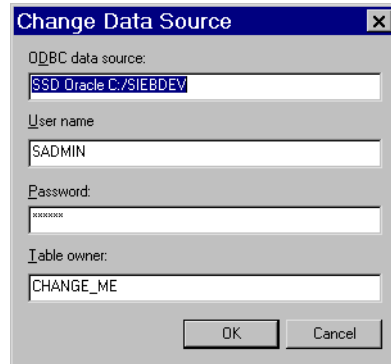 Change Data Source
ODBC data source:
SSD Oracle C:/SIEBDEV
User name
SADMIN
Password:
××××××
Table owner:
CHANGE_ME
OK Cancel